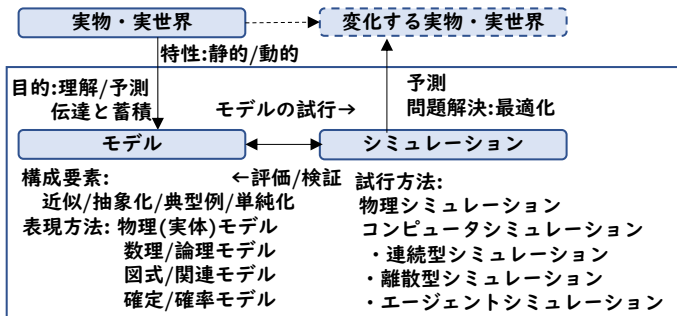 実物・実世界
変化する実物・実世界
特性:静的/動的
目的:理解/予測
伝達と蓄積
モデルの試行→
予測
問題解決:最適化
モデル
シミュレーション
構成要素:
←評価/検証
近似/抽象化/典型例/単純化
表現方法: 物理(実体)モデル
数理/論理モデル
図式/関連モデル
確定/確率モデル
試行方法:
物理シミュレーション
コンピュータシミュレーション
・連続型シミュレーション
・離散型シミュレーション
・エージェントシミュレーション